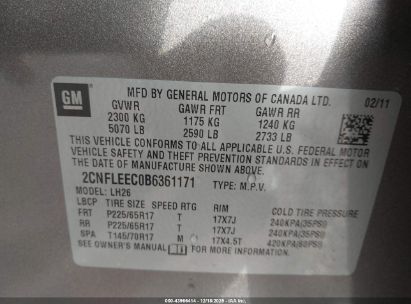 GM
MFD BY GENERAL MOTORS OF CANADA LTD. 02/11
GVWR GAWR FRT GAWR RR
2300 KG 1175 KG 1240 KG
5070 LB 2590 LB 2733 LB
THIS VEHICLE CONFORMS TO ALL APPLICABLE U.S. FEDERAL MOTOR
VEHICLE SAFETY AND THEFT PREVENTION STANDARDS IN EFFECT ON
THE DATE OF MANUFACTURE SHOWN ABOVE.
2CNFLEEC0B6361171 TYPE: M.P.V.
MODEL: LH26
LBCP TIRE SIZE SPEED RTG RIM COLD TIRE PRESSURE
FRT P225/65R17 T 17X7J 240KPA(35PSI)
RR P225/65R17 T 17X7J 240KPA(35PSI)
SPA T145/70R17 M 17X4.5T 420KPA(60PSI)
SEE OWNER'S MANUAL